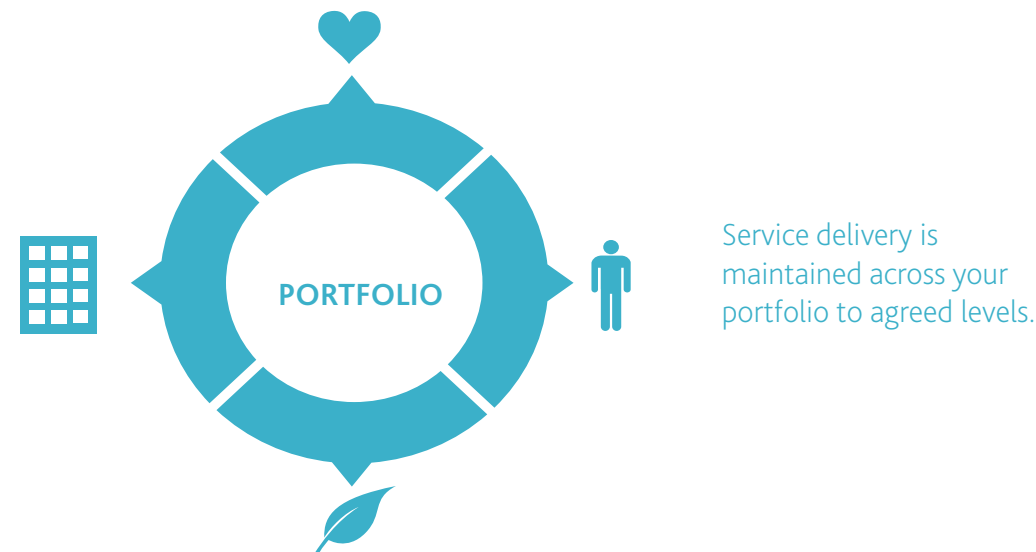 PORTFOLIO
Service delivery is
maintained across your
portfolio to agreed levels.